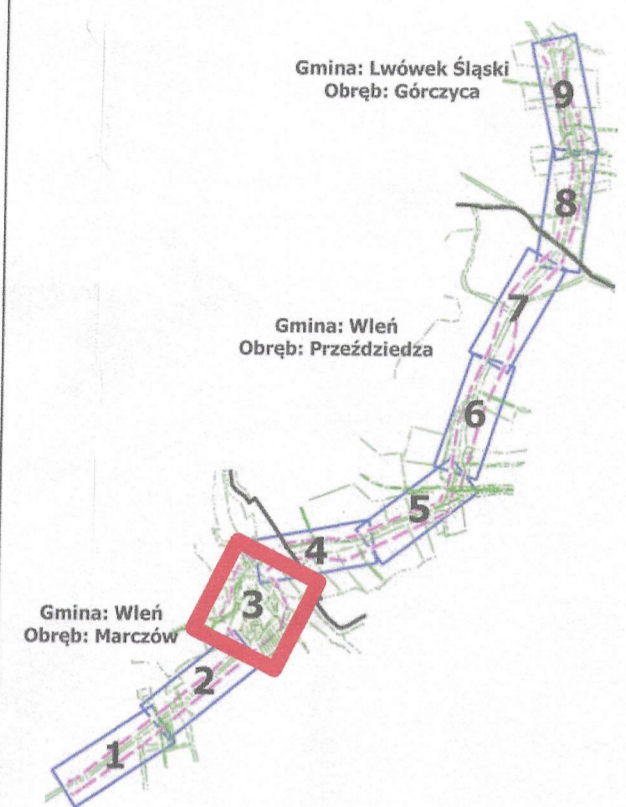 Gmina: Lwówek Śląski
Obręb: Górczyca
9
8
7
Gmina: Wleń
Obręb: Przeździedza
6
5
4
3
Gmina: Wleń
Obręb: Marczów
2
1